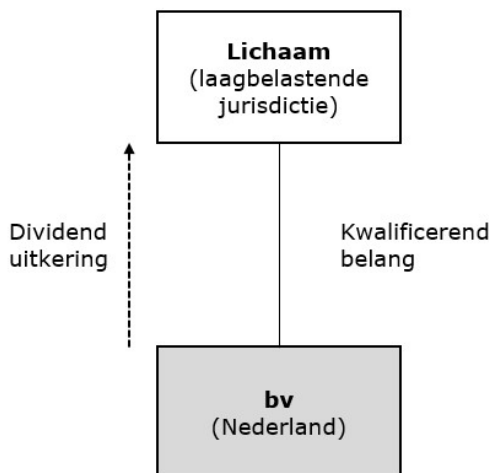 Lichaam
(laagbelastende
jurisdictie)
Dividend
uitkering
Kwalificerend
belang
bv
(Nederland)